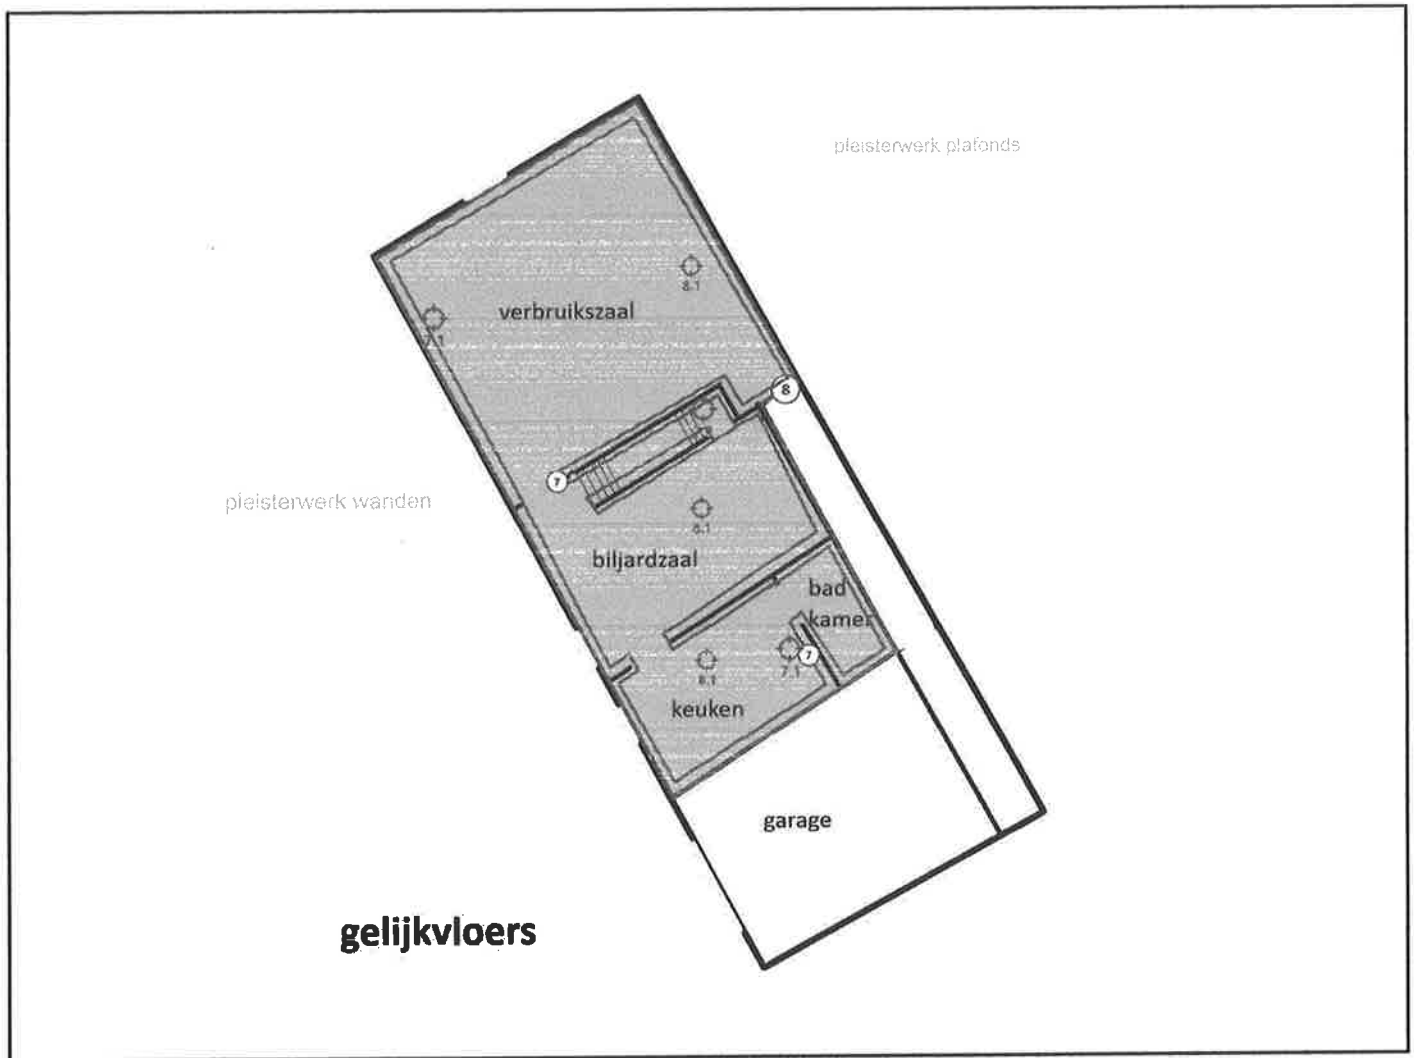 pleisterwerk plafonds
8.1
verbruikszaal
7.1
8
7
pleisterwerk wanden
8.1
biljardzaal
bad
kamer
7
8.1
7.1
keuken
garage
gelijkvloers